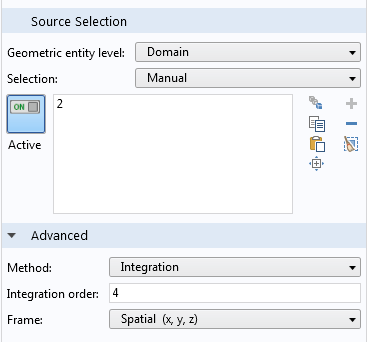 Source Selection
Geometric entity level: Domain
Selection: Manual
ON
2
Active
Advanced
Method: Integration
Integration order: 4
Frame: Spatial (x, y, z)